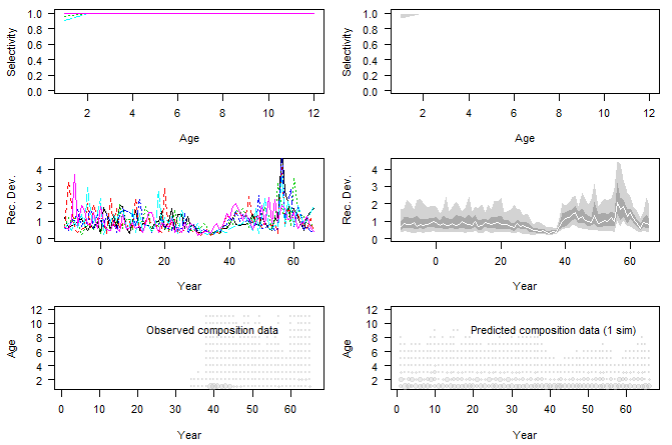 Selectivity
1.0
0.8
0.6
0.4
0.2
0.0
2 4 6 8 10 12
Age
Selectivity
1.0
0.8
0.6
0.4
0.2
0.0
2 4 6 8 10 12
Age
Rec. Dev.
4
3
2
1
0
0 20 40 60
Year
Rec. Dev.
4
3
2
1
0
0 20 40 60
Year
Age
12
10
8
6
4
2
Observed composition data
0 10 20 30 40 50 60
Year
Age
12
10
8
6
4
2
Predicted composition data (1 sim)
0 10 20 30 40 50 60
Year